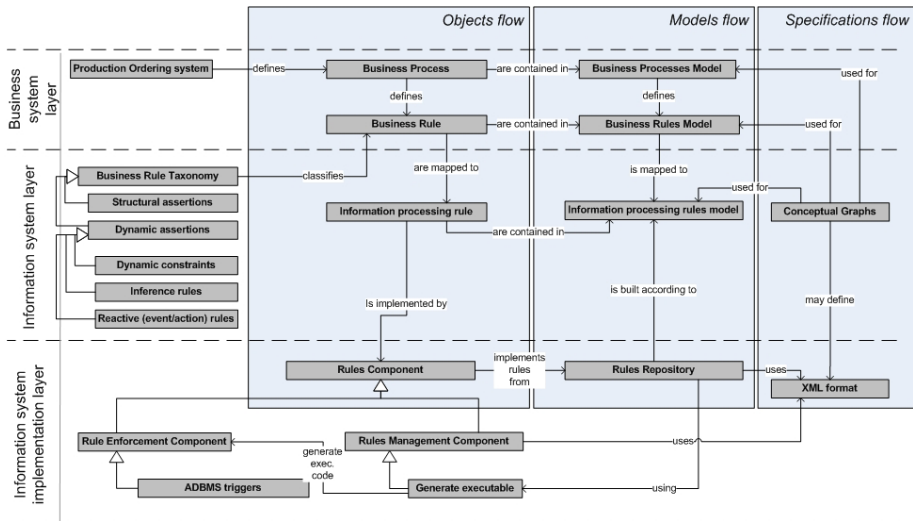 Objects flow
Models flow
Specifications flow
Business system layer
Production Ordering system
defines
Business Process
are contained in
Business Processes Model
used for
defines
defines
Business Rule
are contained in
Business Rules Model
used for
Information system layer
Business Rule Taxonomy
classifies
are mapped to
is mapped to
used for
Structural assertions
Information processing rule
Information processing rules model
Conceptual Graphs
Dynamic assertions
are contained in
Dynamic constraints
Inference rules
is built according to
Is implemented by
may define
Reactive (event/action) rules
Information system implementation layer
Rules Component
implements rules from
Rules Repository
uses
XML format
Rule Enforcement Component
generate exec. code
Rules Management Component
uses
ADBMS triggers
Generate executable
using